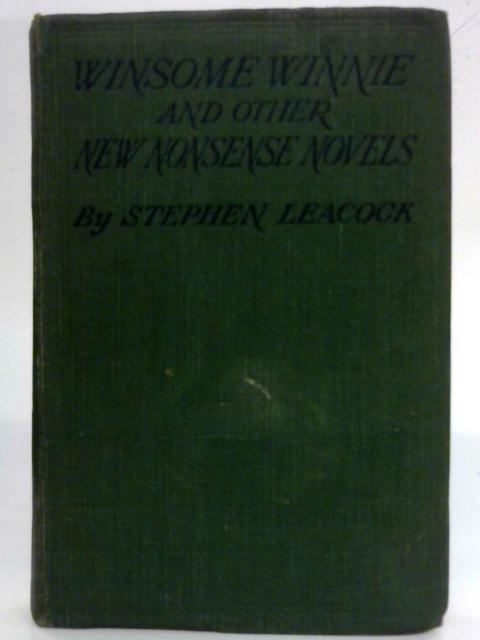 WINSOME WINNIE
AND OTHER
NEW NONSENSE NOVELS
By STEPHEN LEACOCK